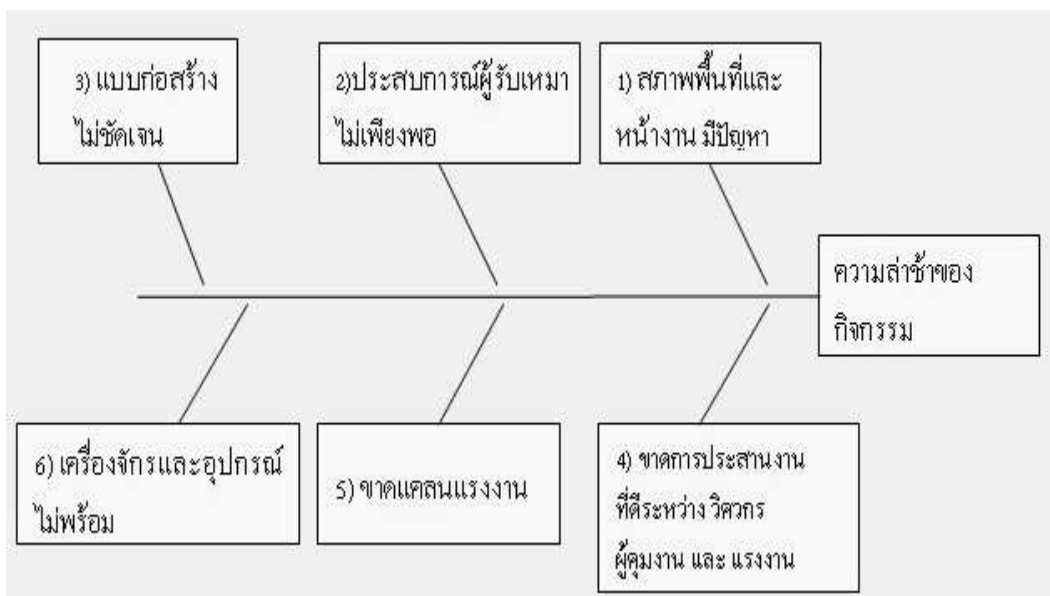 3) แบบก่อสร้าง
ไม่ชัดเจน
2)ประสบการณ์ผู้รับเหมา
ไม่เพียงพอ
1) สภาพพื้นที่และ
หน้างาน มีปัญหา
ความล่าช้าของ
กิจกรรม
6) เครื่องจักรและอุปกรณ์
ไม่พร้อม
5) ขาดแคลนแรงงาน
4) ขาดการประสานงาน
ที่ดีระหว่าง วิศวกร
ผู้คุมงาน และ แรงงาน